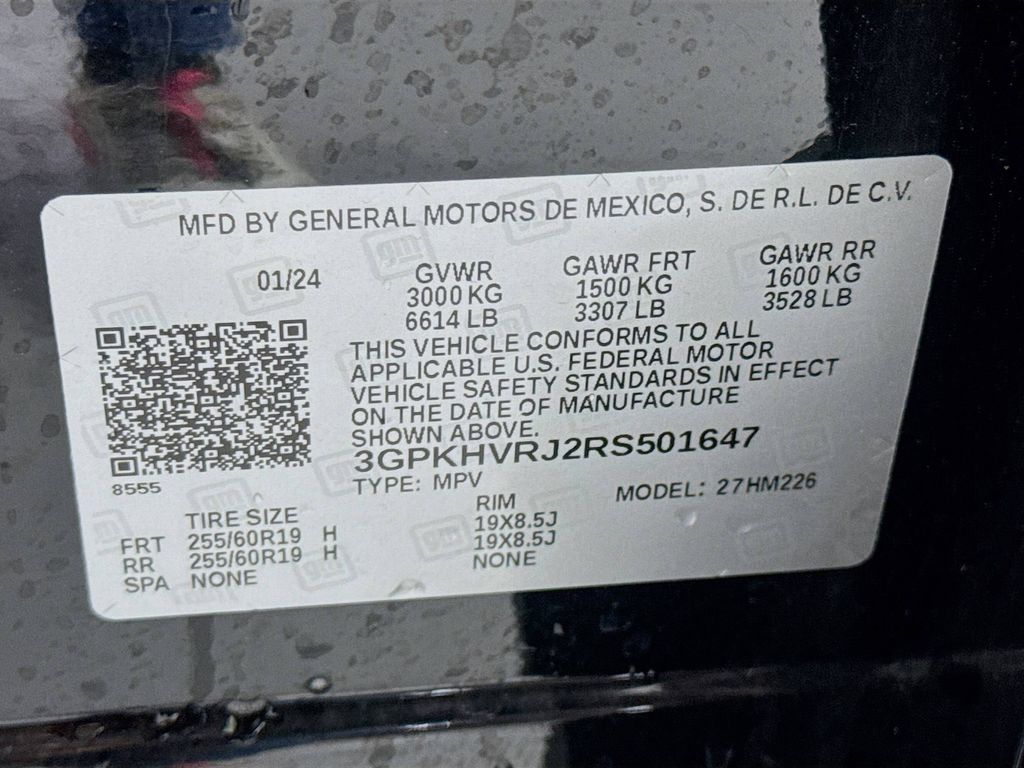 MFD BY GENERAL MOTORS DE MEXICO, S. DE R.L. DE C.V.
01/24
GVWR
3000 KG
6614 LB
GAWR FRT
1500 KG
3307 LB
GAWR RR
1600 KG
3528 LB
THIS VEHICLE CONFORMS TO ALL
APPLICABLE U.S. FEDERAL MOTOR
VEHICLE SAFETY STANDARDS IN EFFECT
ON THE DATE OF MANUFACTURE
SHOWN ABOVE.
3GPKHVRJ2RS501647
8555
TYPE: MPV
MODEL: 27HM226
TIRE SIZE RIM
FRT 255/60R19 H 19X8.5J
RR 255/60R19 H 19X8.5J
SPA NONE NONE